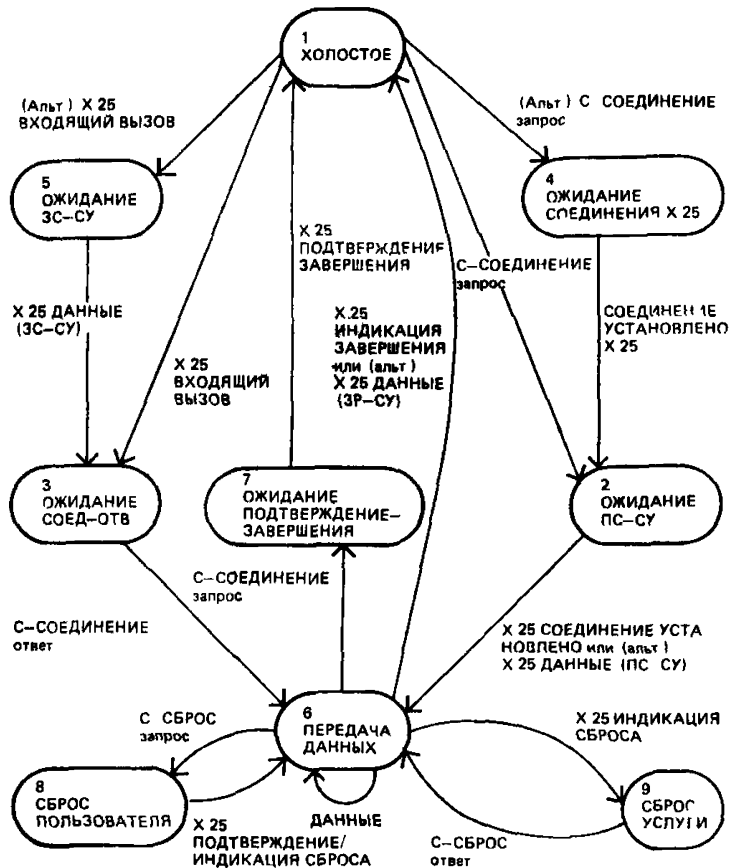 1
ХОЛОСТОЕ
(Альт) X 25
ВХОДЯЩИЙ ВЫЗОВ
(Альт) С СОЕДИНЕНИЕ
запрос
5
ОЖИДАНИЕ
ЗС–СУ
4
ОЖИДАНИЕ
СОЕДИНЕНИЯ X 25
X 25
ПОДТВЕРЖДЕНИЕ
ЗАВЕРШЕНИЯ
С–СОЕДИНЕНИЕ
запрос
X 25 ДАННЫЕ
(ЗС–СУ)
X.25
ИНДИКАЦИЯ
ЗАВЕРШЕНИЯ
или (альт)
X 25 ДАННЫЕ
(ЗР–СУ)
СОЕДИНЕНИЕ
УСТАНОВЛЕНО
X 25
X 25
ВХОДЯЩИЙ
ВЫЗОВ
3
ОЖИДАНИЕ
СОЕД–ОТВ
7
ОЖИДАНИЕ
ПОДТВЕРЖДЕНИЕ–
ЗАВЕРШЕНИЯ
2
ОЖИДАНИЕ
ПС–СУ
С–СОЕДИНЕНИЕ
запрос
С–СОЕДИНЕНИЕ
ответ
X 25 СОЕДИНЕНИЕ УСТА
НОВЛЕНО или (альт)
X 25 ДАННЫЕ (ПС СУ)
С СБРОС
запрос
6
ПЕРЕДАЧА
ДАННЫХ
X 25 ИНДИКАЦИЯ
СБРОСА
8
СБРОС
ПОЛЬЗОВАТЕЛЯ
ДАННЫЕ
9
СБРОС
УСЛУГИ
X 25
ПОДТВЕРЖДЕНИЕ/
ИНДИКАЦИЯ СБРОСА
С–СБРОС
ответ